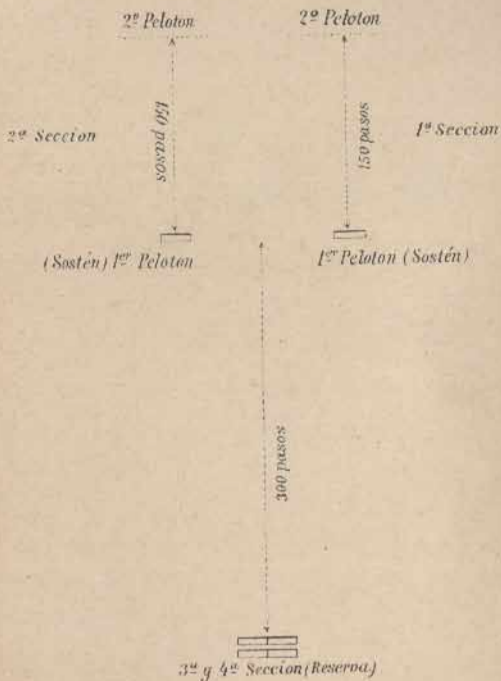 2º Peloton
2º Peloton
150 pasos
150 pasos
2ª Seccion
1ª Seccion
(Sostén) 1er Peloton
1er Peloton (Sostén)
300 pasos
3ª y 4ª Seccion (Reserva)